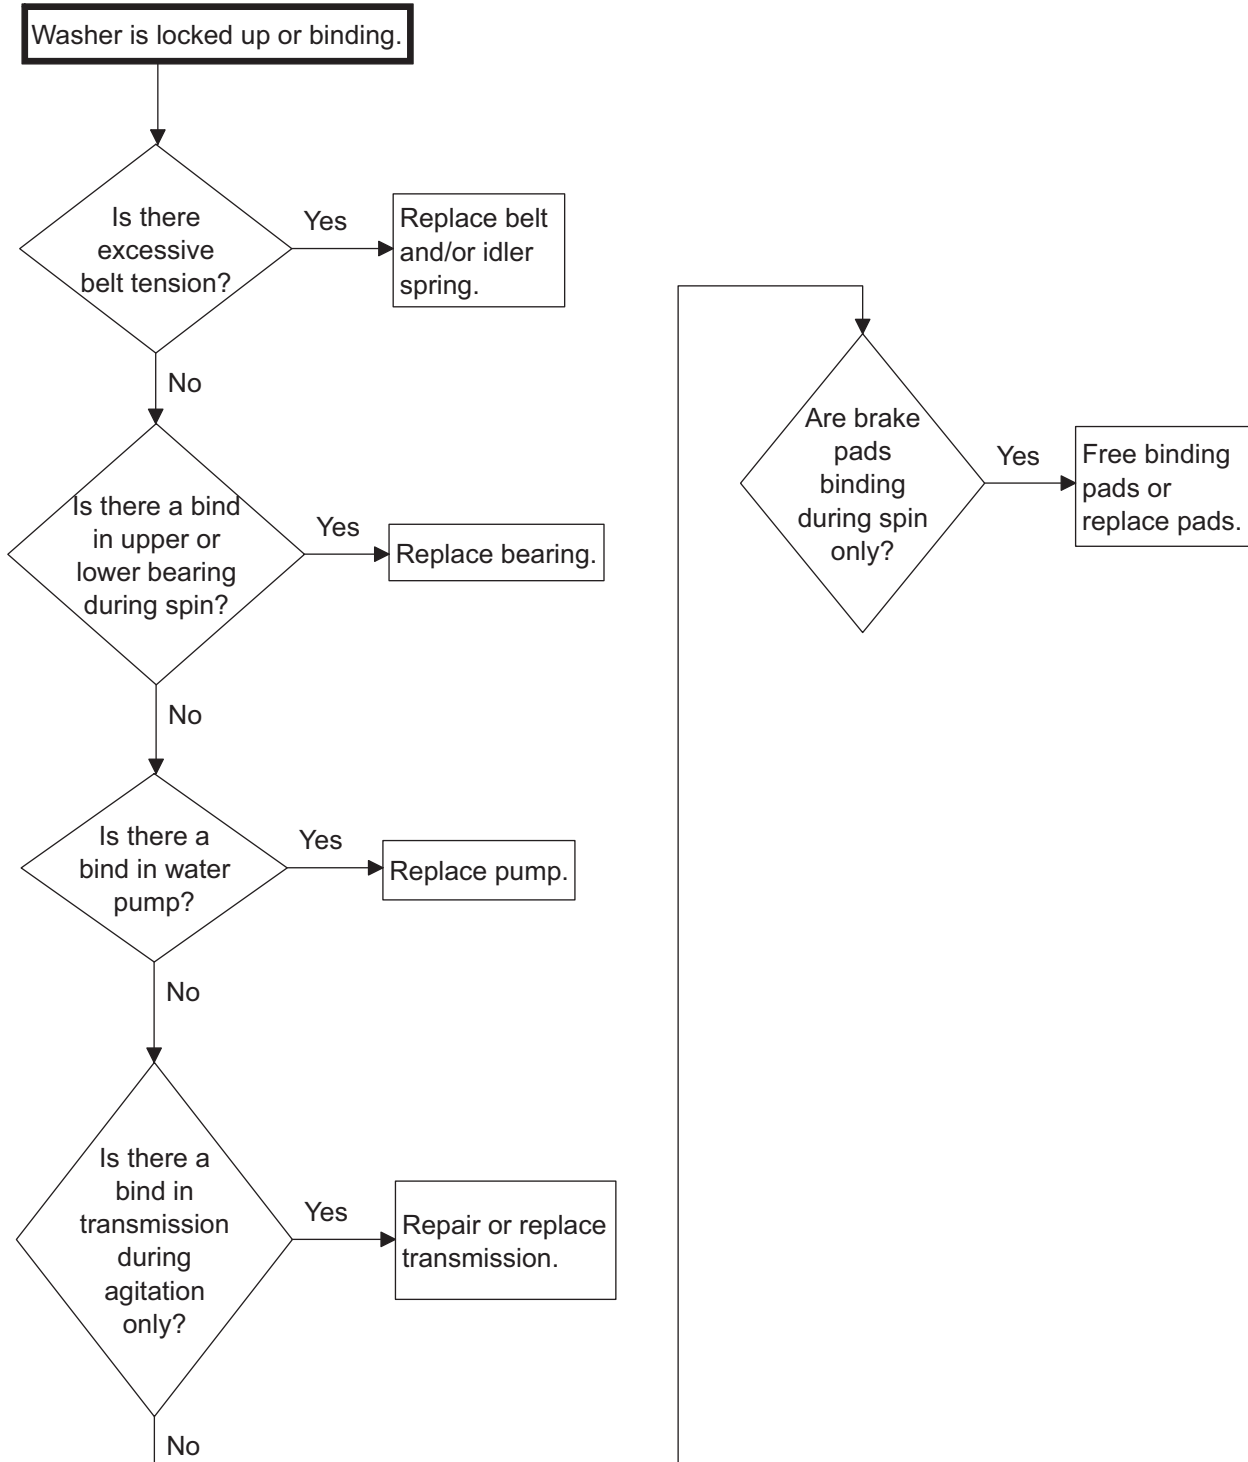 Washer is locked up or binding.
Is there
excessive
belt tension?
Yes
Replace belt
and/or idler
spring.
No
Is there a bind
in upper or
lower bearing
during spin?
Yes
Replace bearing.
No
Is there a
bind in water
pump?
Yes
Replace pump.
No
Is there a
bind in
transmission
during
agitation
only?
Yes
Repair or replace
transmission.
No
Are brake
pads
binding
during spin
only?
Yes
Free binding
pads or
replace pads.